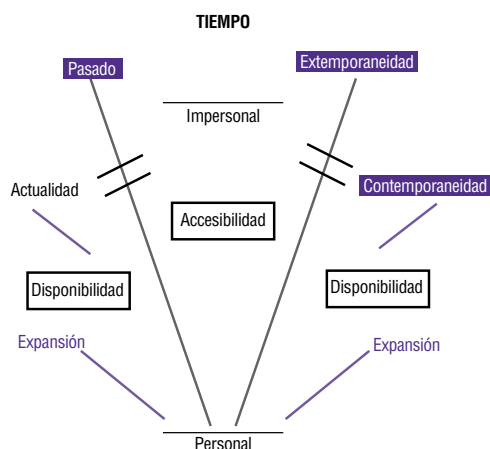 TIEMPO
Pasado
Extemporaneidad
Impersonal
Actualidad
Contemporaneidad
Accesibilidad
Disponibilidad
Disponibilidad
Expansión
Expansión
Personal